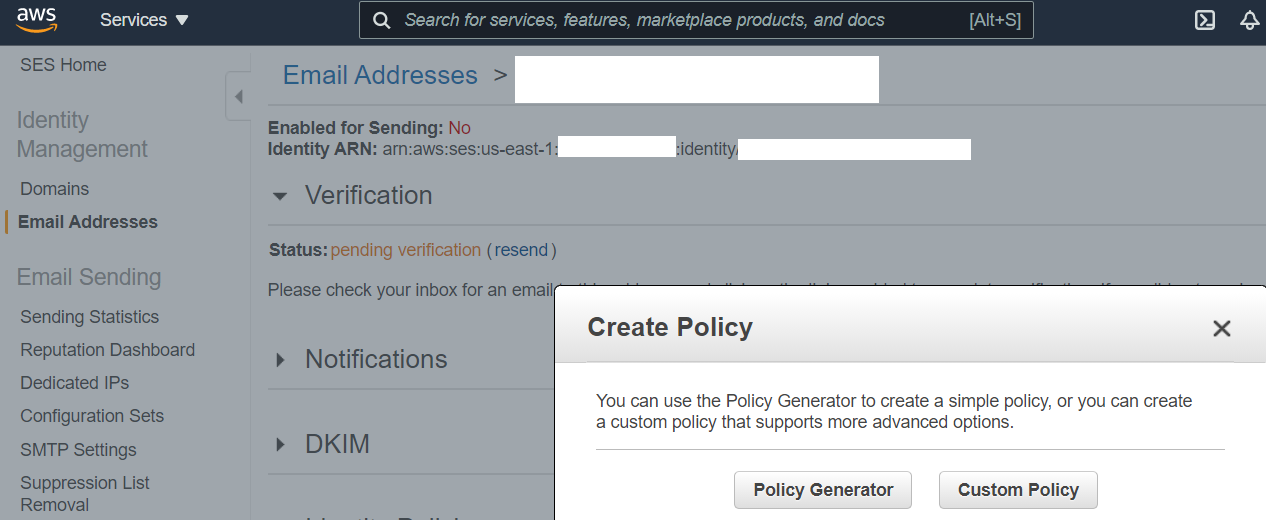 aws
Services
Search for services, features, marketplace products, and docs [Alt+S]
SES Home
Identity Management
Domains
Email Addresses
Email Sending
Sending Statistics
Reputation Dashboard
Dedicated IPs
Configuration Sets
SMTP Settings
Suppression List
Removal
Email Addresses >
Enabled for Sending: No
Identity ARN: arn:aws:ses:us-east-1: :identity/
Verification
Status: pending verification (resend)
Please check your inbox for an email
Notifications
DKIM
Create Policy
You can use the Policy Generator to create a simple policy, or you can create
a custom policy that supports more advanced options.
Policy Generator Custom Policy